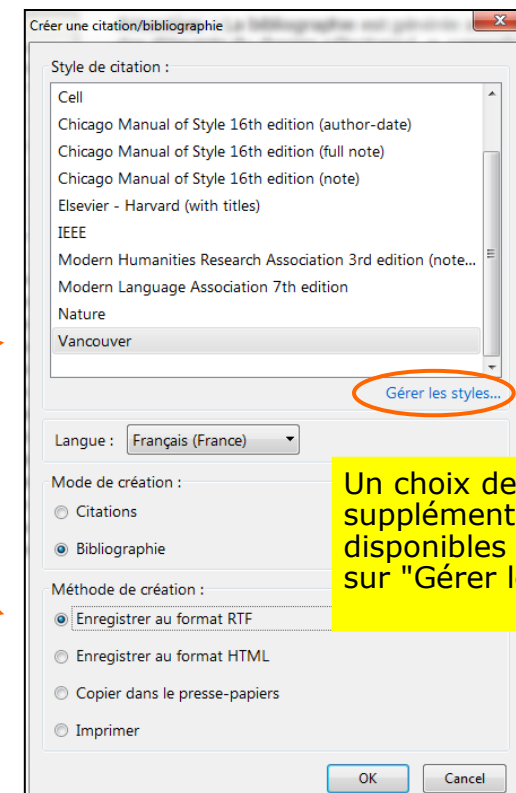 Créer une citation/bibliographie
Style de citation :
Cell
Chicago Manual of Style 16th edition (author-date)
Chicago Manual of Style 16th edition (full note)
Chicago Manual of Style 16th edition (note)
Elsevier - Harvard (with titles)
IEEE
Modern Humanities Research Association 3rd edition (note...
Modern Language Association 7th edition
Nature
Vancouver
Gérer les styles...
Langue : Français (France)
Mode de création :
Citations
Bibliographie
Un choix de
supplément
disponibles
sur "Gérer l
Méthode de création :
Enregistrer au format RTF
Enregistrer au format HTML
Copier dans le presse-papiers
Imprimer
OK Cancel